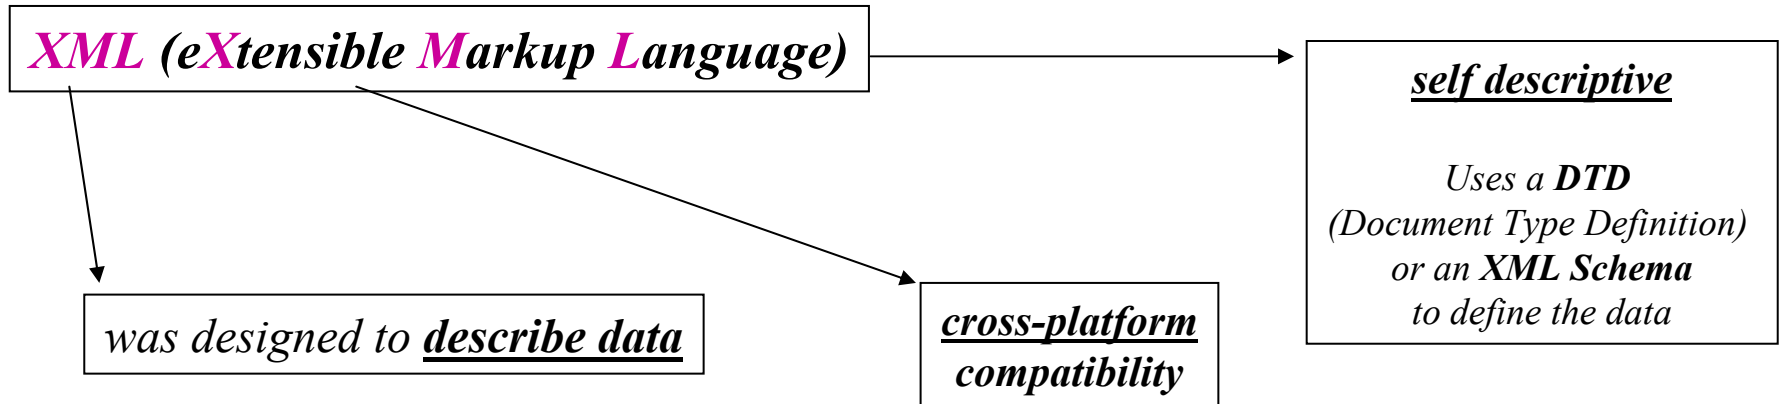 XML (eXtensible Markup Language)
self descriptive
Uses a DTD
(Document Type Definition)
or an XML Schema
to define the data
was designed to describe data
cross-platform
compatibility